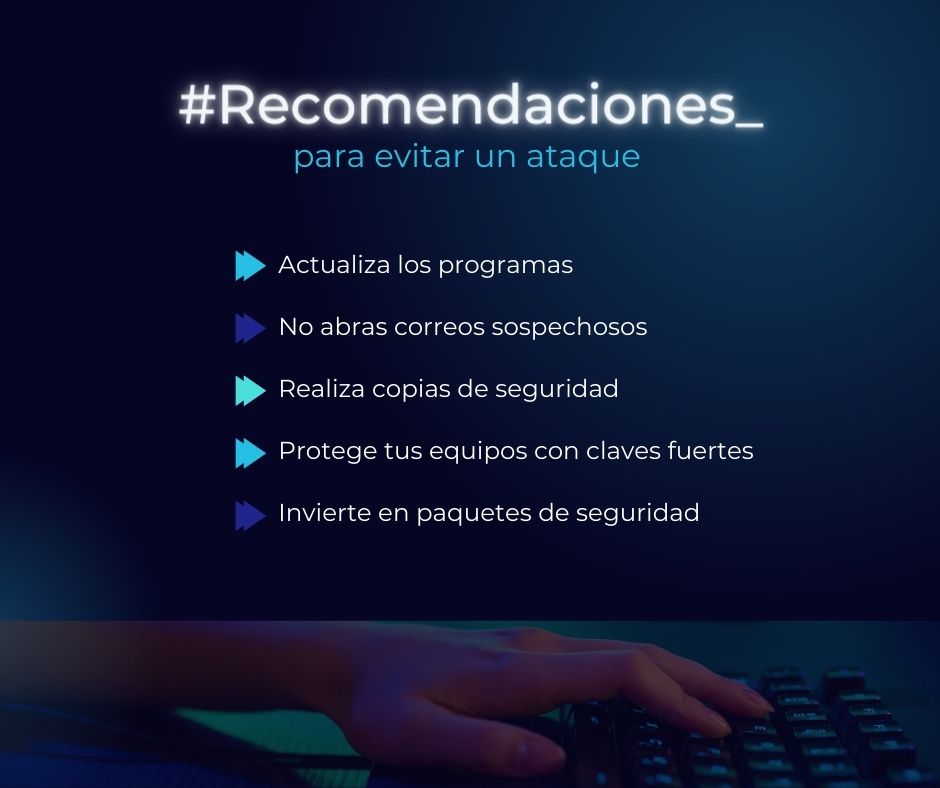 #Recomendaciones_
para evitar un ataque
Actualiza los programas
No abras correos sospechosos
Realiza copias de seguridad
Protege tus equipos con claves fuertes
Invierte en paquetes de seguridad